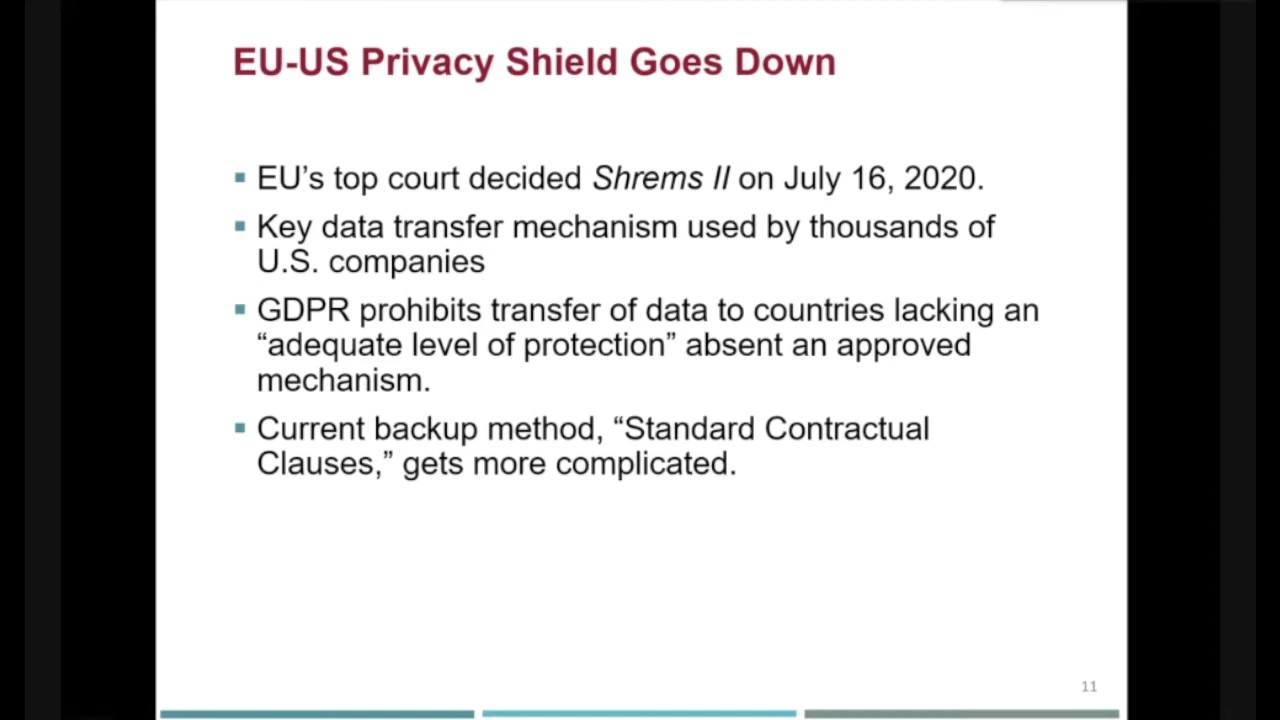 EU-US Privacy Shield Goes Down
▪ EU’s top court decided Shrems II on July 16, 2020.
▪ Key data transfer mechanism used by thousands of
U.S. companies
▪ GDPR prohibits transfer of data to countries lacking an
“adequate level of protection” absent an approved
mechanism.
▪ Current backup method, “Standard Contractual
Clauses,” gets more complicated.
11